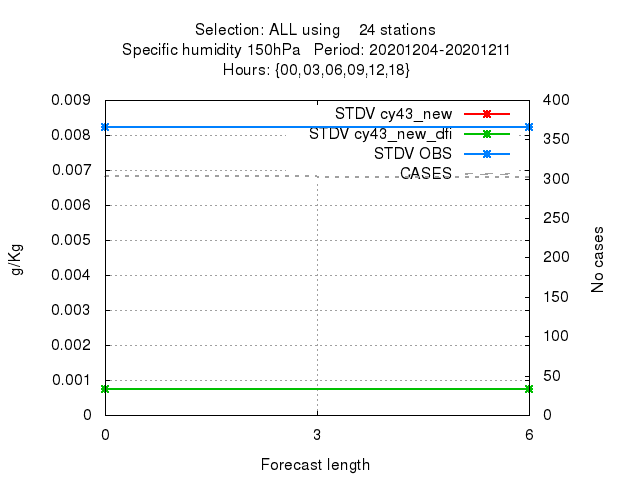 Selection: ALL using    24 stations
Specific humidity 150hPa   Period: 20201204-20201211
Hours: {00,03,06,09,12,18}
0.009
0.008
0.007
0.006
0.005
0.004
0.003
0.002
0.001
0
g/Kg
STDV cy43_new
STDV cy43_new_dfi
STDV OBS
CASES
400
350
300
250
200
150
100
50
0
No cases
0 3 6
Forecast length